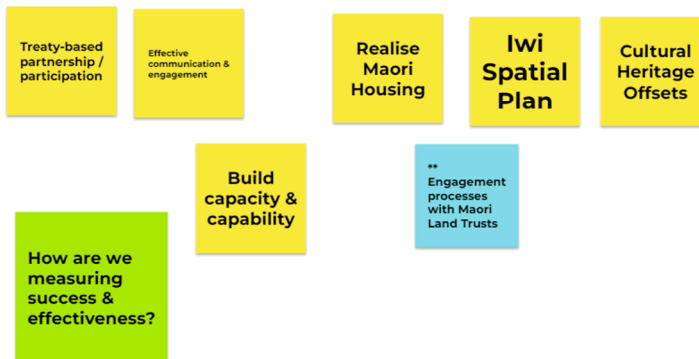 Treaty-based
partnership /
participation
Effective
communication &
engagement
Realise
Maori
Housing
Iwi
Spatial
Plan
Cultural
Heritage
Offsets
Build
capacity &
capability
**
Engagement
processes
with Maori
Land Trusts
How are we
measuring
success &
effectiveness?